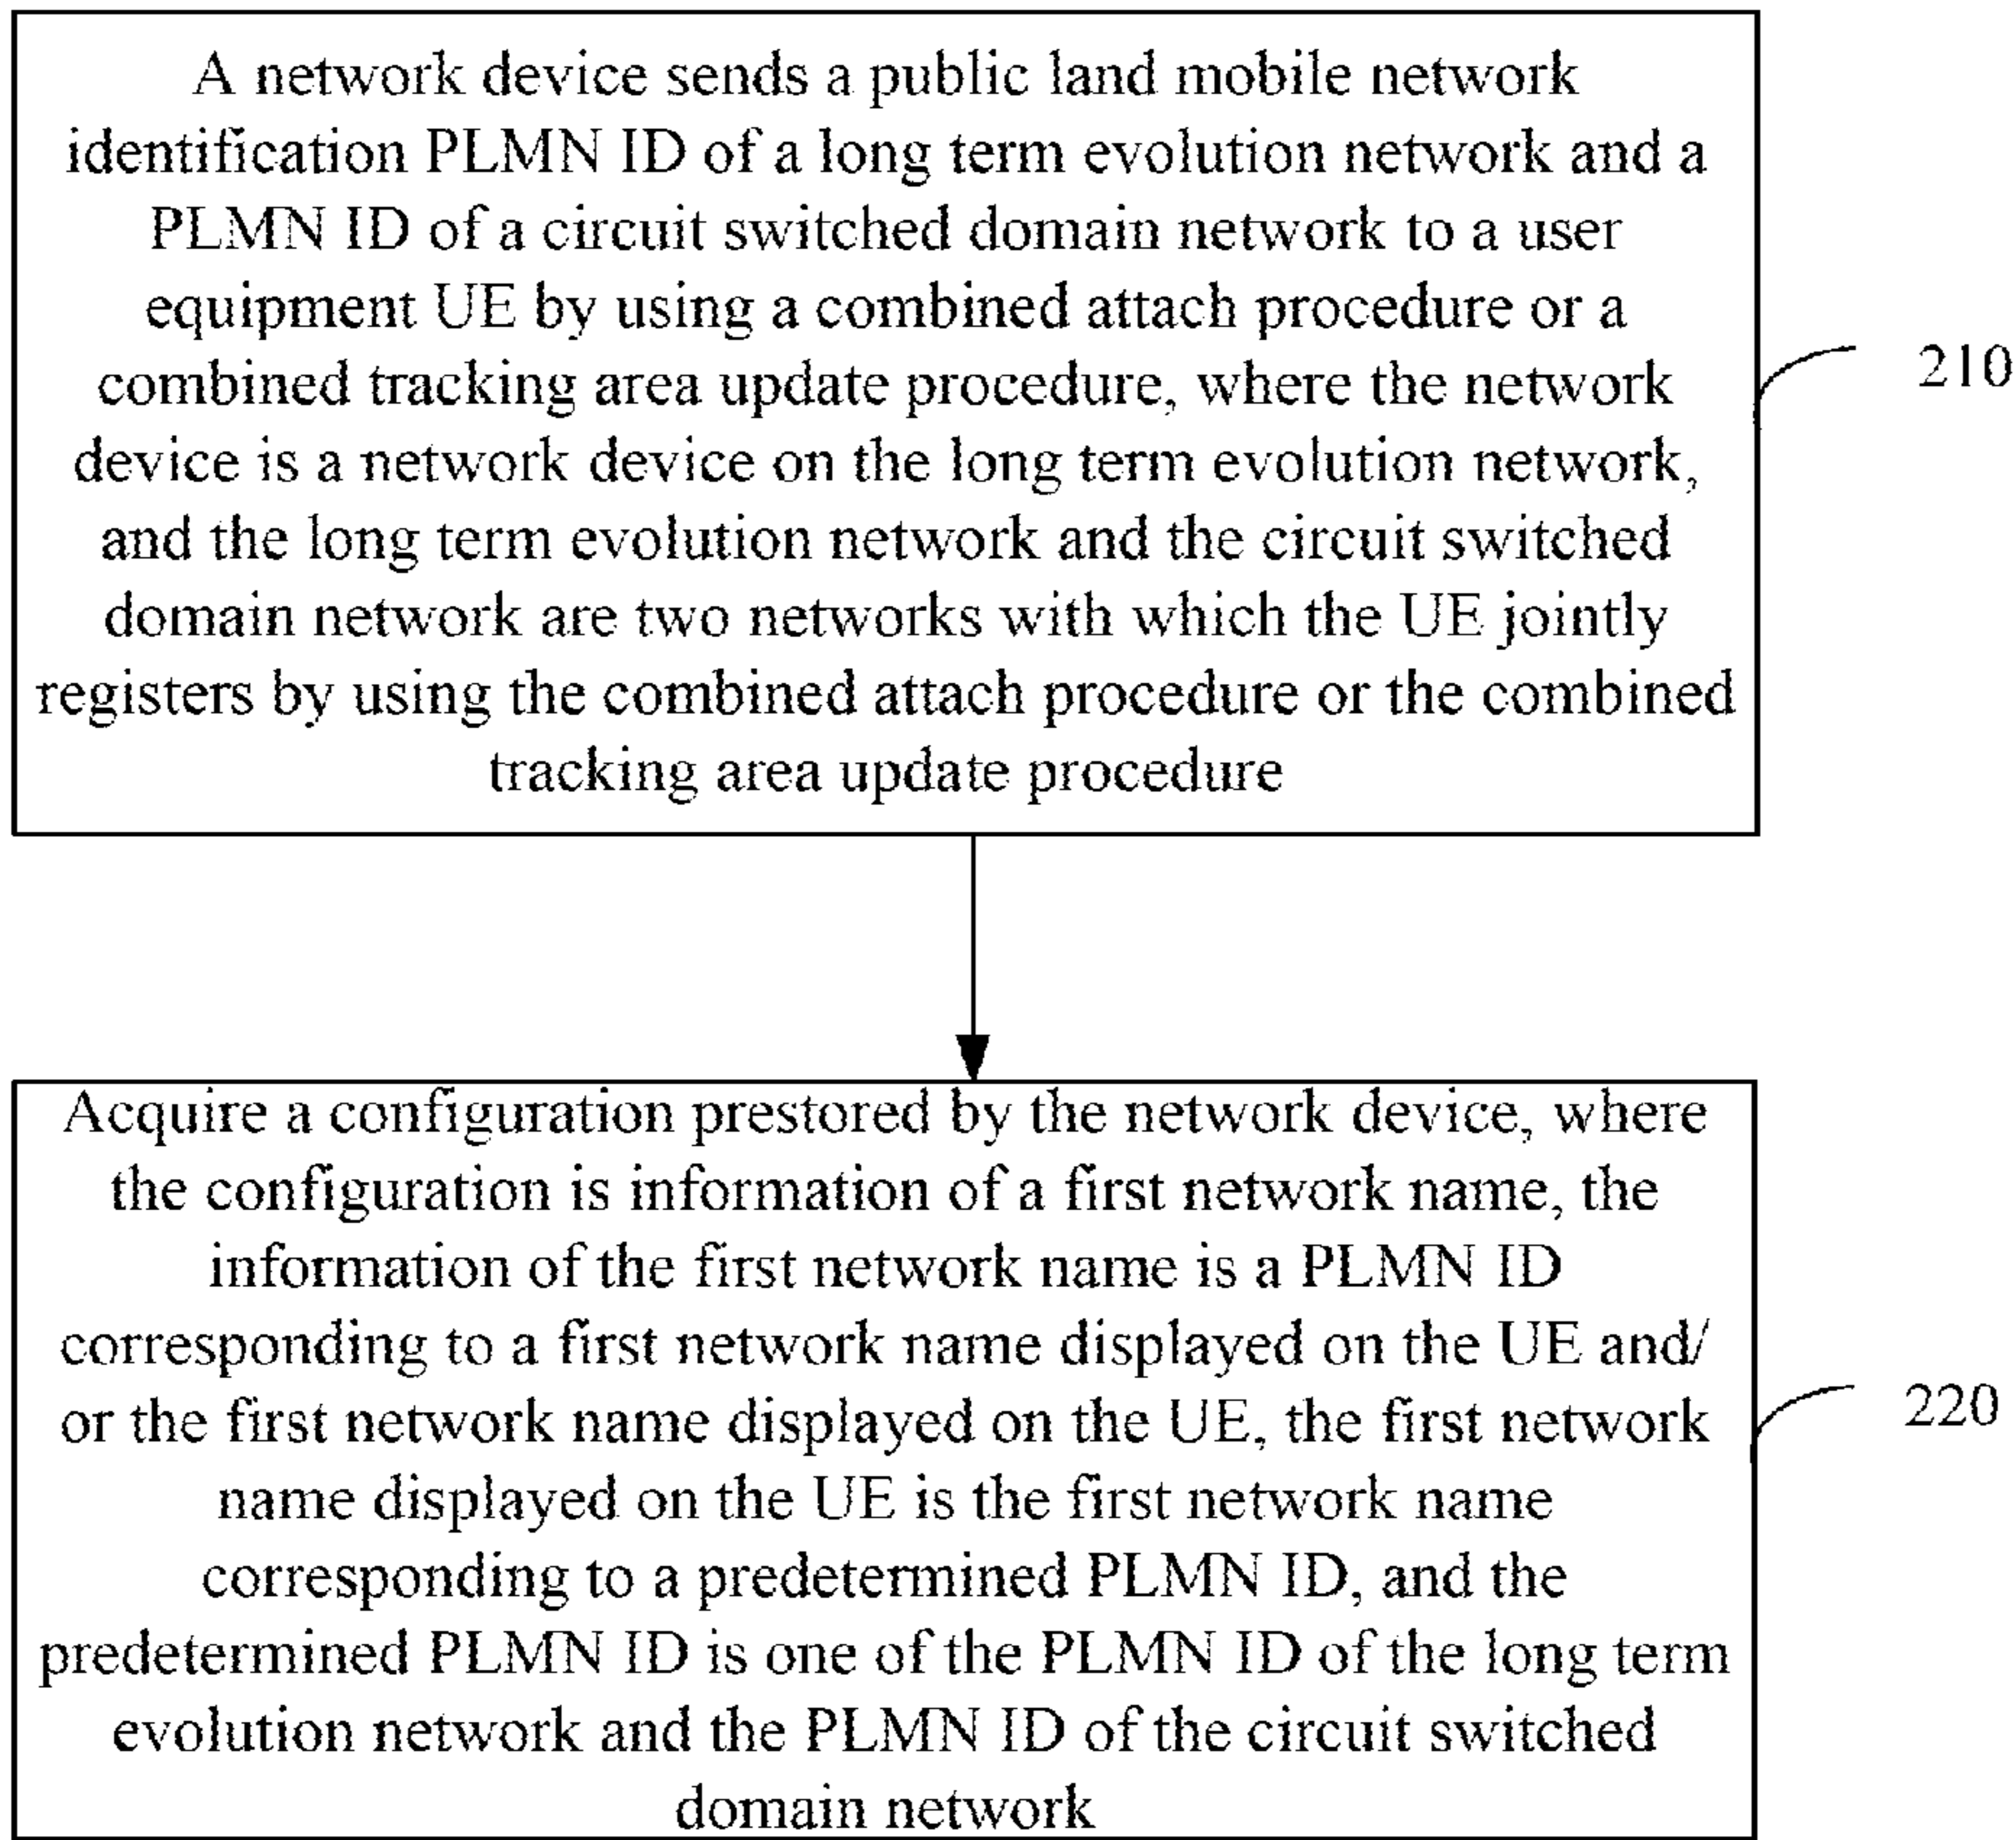 A network device sends a public land mobile network
identification PLMN ID of a long term evolution network and a
PLMN ID of a circuit switched domain network to a user
equipment UE by using a combined attach procedure or a
combined tracking area update procedure, where the network
device is a network device on the long term evolution network,
and the long term evolution network and the circuit switched
domain network are two networks with which the UE jointly
registers by using the combined attach procedure or the combined
tracking area update procedure
210
Acquire a configuration prestored by the network device, where
the configuration is information of a first network name, the
information of the first network name is a PLMN ID
corresponding to a first network name displayed on the UE and/
or the first network name displayed on the UE, the first network
name displayed on the UE is the first network name
corresponding to a predetermined PLMN ID, and the
predetermined PLMN ID is one of the PLMN ID of the long term
evolution network and the PLMN ID of the circuit switched
domain network
220